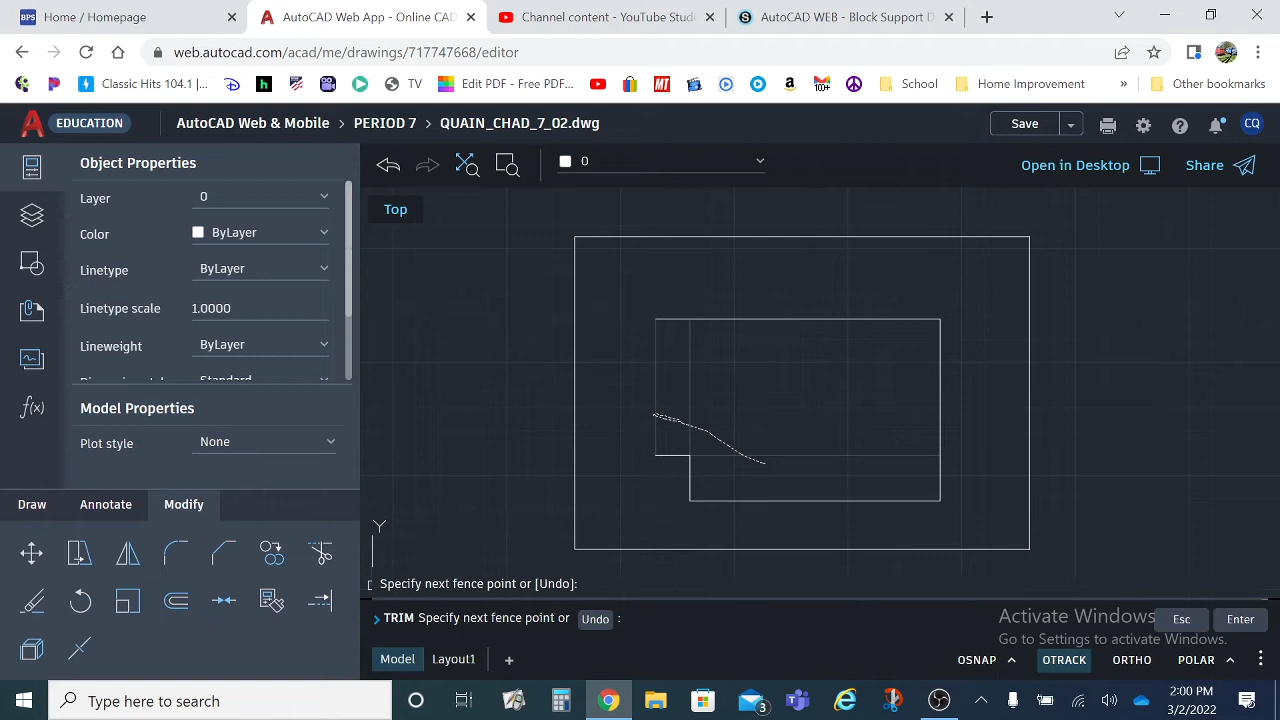 BPS Home / Homepage
AutoCAD Web App - Online CAD
Channel content - YouTube Stud
AutoCAD WEB - Block Support D
web.autocad.com/acad/me/drawings/717747668/editor
Classic Hits 104.1 |...
TV
Edit PDF - Free PDF...
MT
100+
School
Home Improvement
»
Other bookmarks
EDUCATION
AutoCAD Web & Mobile > PERIOD 7 > QUAIN_CHAD_7_02.dwg
Save
CQ
Object Properties
0
Open in Desktop
Share
Layer 0
Top
Color ByLayer
Linetype ByLayer
Linetype scale 1.0000
Lineweight ByLayer
Standard
Model Properties
Plot style None
Draw Annotate Modify
f(x)
Y
Specify next fence point or [Undo]:
TRIM Specify next fence point or Undo :
Activate Windows
Go to Settings to activate Windows.
Esc Enter
Model Layout1 +
OSNAP OTRACK ORTHO POLAR
Type here to search
3
2:00 PM
3/2/2022